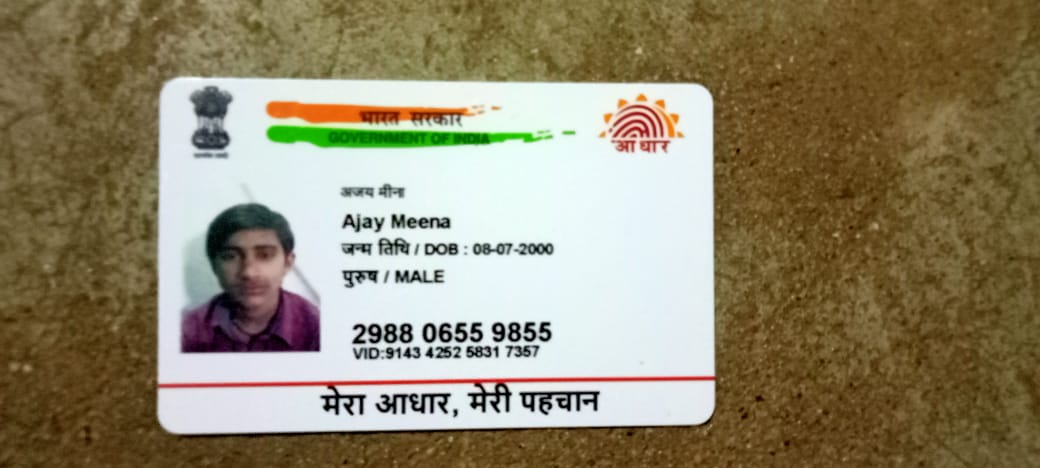 भारत सरकार
GOVERNMENT OF INDIA
आधार
अजय मीना
Ajay Meena
जन्म तिथि / DOB : 08-07-2000
पुरुष / MALE
2988 0655 9855
VID:9143 4252 5831 7357
मेरा आधार, मेरी पहचान